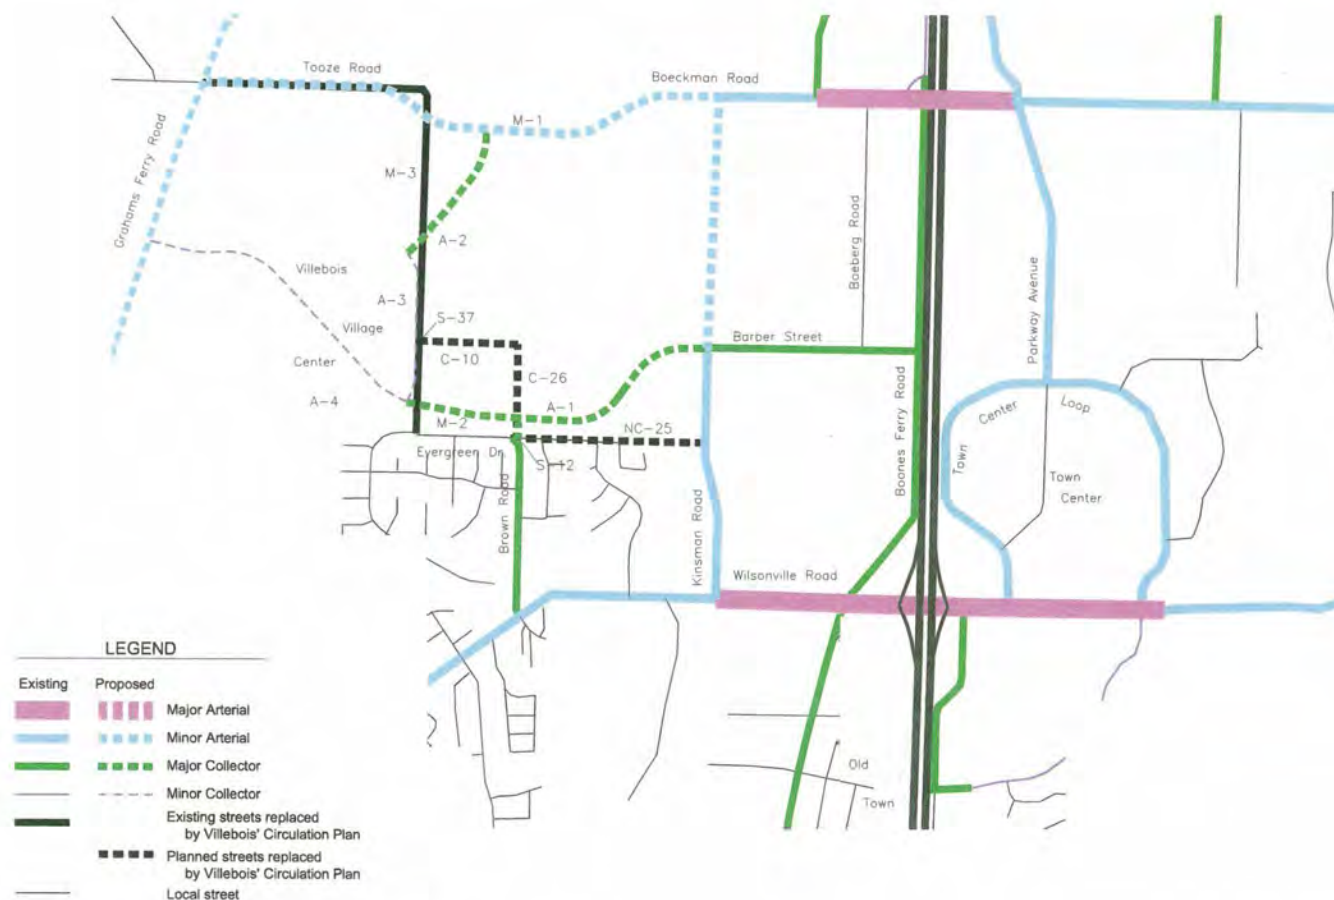 Tooze Road
Boeckman Road
M-1
Grahams Ferry Road
M-3
A-2
Boeberg Road
Villebois
A-3
Village
S-37
Center
C-10
Barber Street
Parkway Avenue
C-26
A-4
A-1
M-2
NC-25
Evergreen Dr
S-12
Boones Ferry Road
Center
Loop
Town
Town
Center
Brown Road
Kinsman Road
Wilsonville Road
Old
Town
LEGEND
Existing Proposed
Major Arterial
Minor Arterial
Major Collector
Minor Collector
Existing streets replaced
by Villebois' Circulation Plan
Planned streets replaced
by Villebois' Circulation Plan
Local street